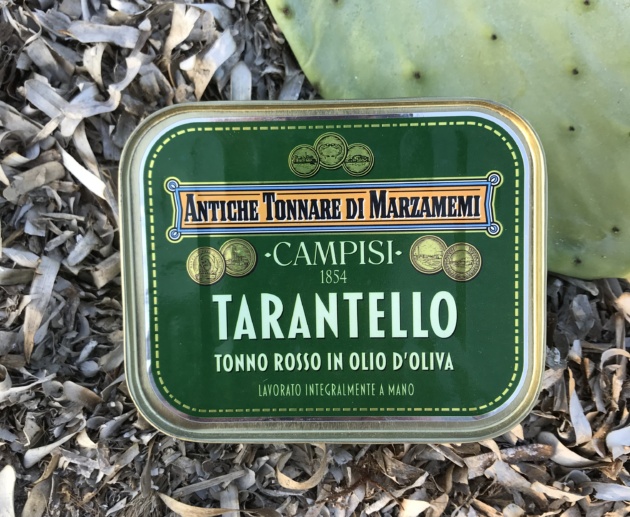 ANTICHE TONNARE DI MARZAMEMI
·CAMPISI·
1854
TARANTELLO
TONNO ROSSO IN OLIO D'OLIVA
LAVORATO INTEGRALMENTE A MANO